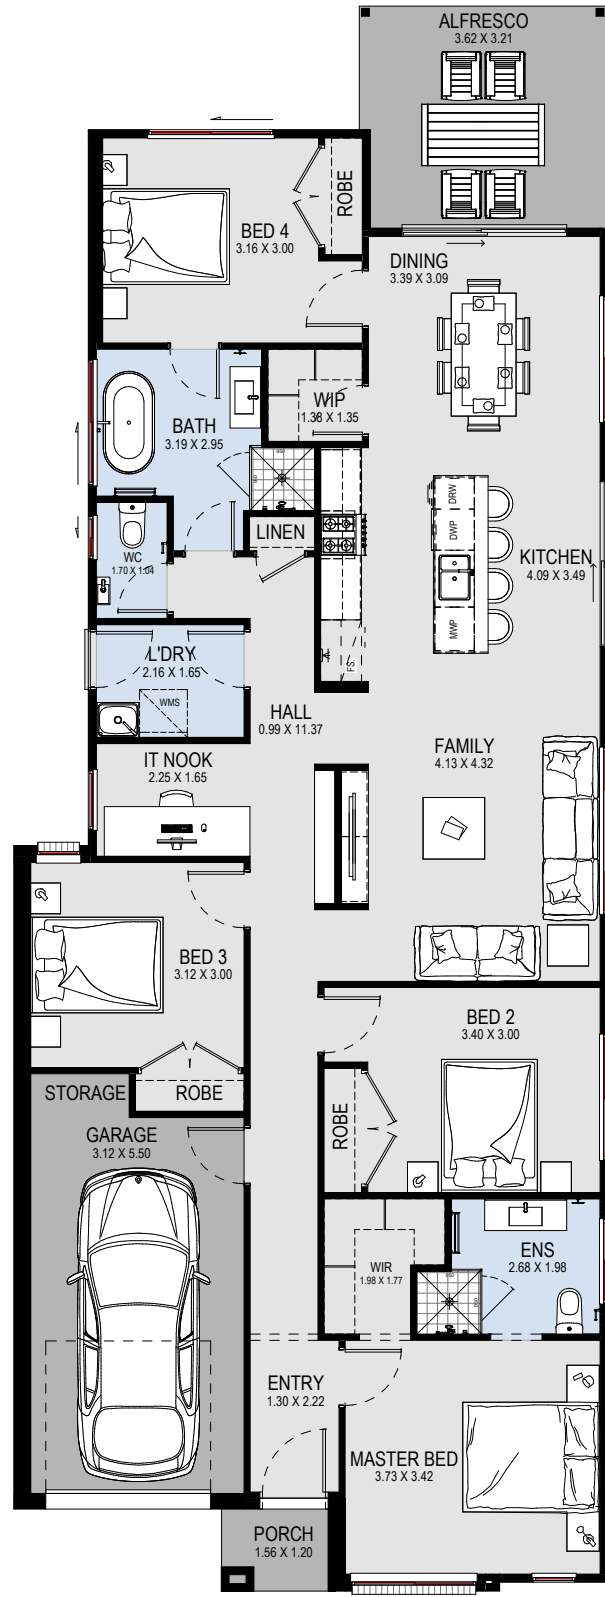 ALFRESCO
3.62 X 3.21
ROBE
BED 4
3.16 X 3.00
DINING
3.39 X 3.09
WIP
1.38 X 1.35
BATH
3.19 X 2.95
DRW
DWP
MWP
LINEN
KITCHEN
4.09 X 3.49
WC
1.70 X 1.04
L'DRY
2.16 X 1.65
WMS
FS
HALL
0.99 X 11.37
FAMILY
4.13 X 4.32
IT NOOK
2.25 X 1.65
BED 3
3.12 X 3.00
BED 2
3.40 X 3.00
STORAGE
ROBE
ROBE
GARAGE
3.12 X 5.50
ENS
2.68 X 1.98
WIR
1.98 X 1.77
ENTRY
1.30 X 2.22
MASTER BED
3.73 X 3.42
PORCH
1.56 X 1.20